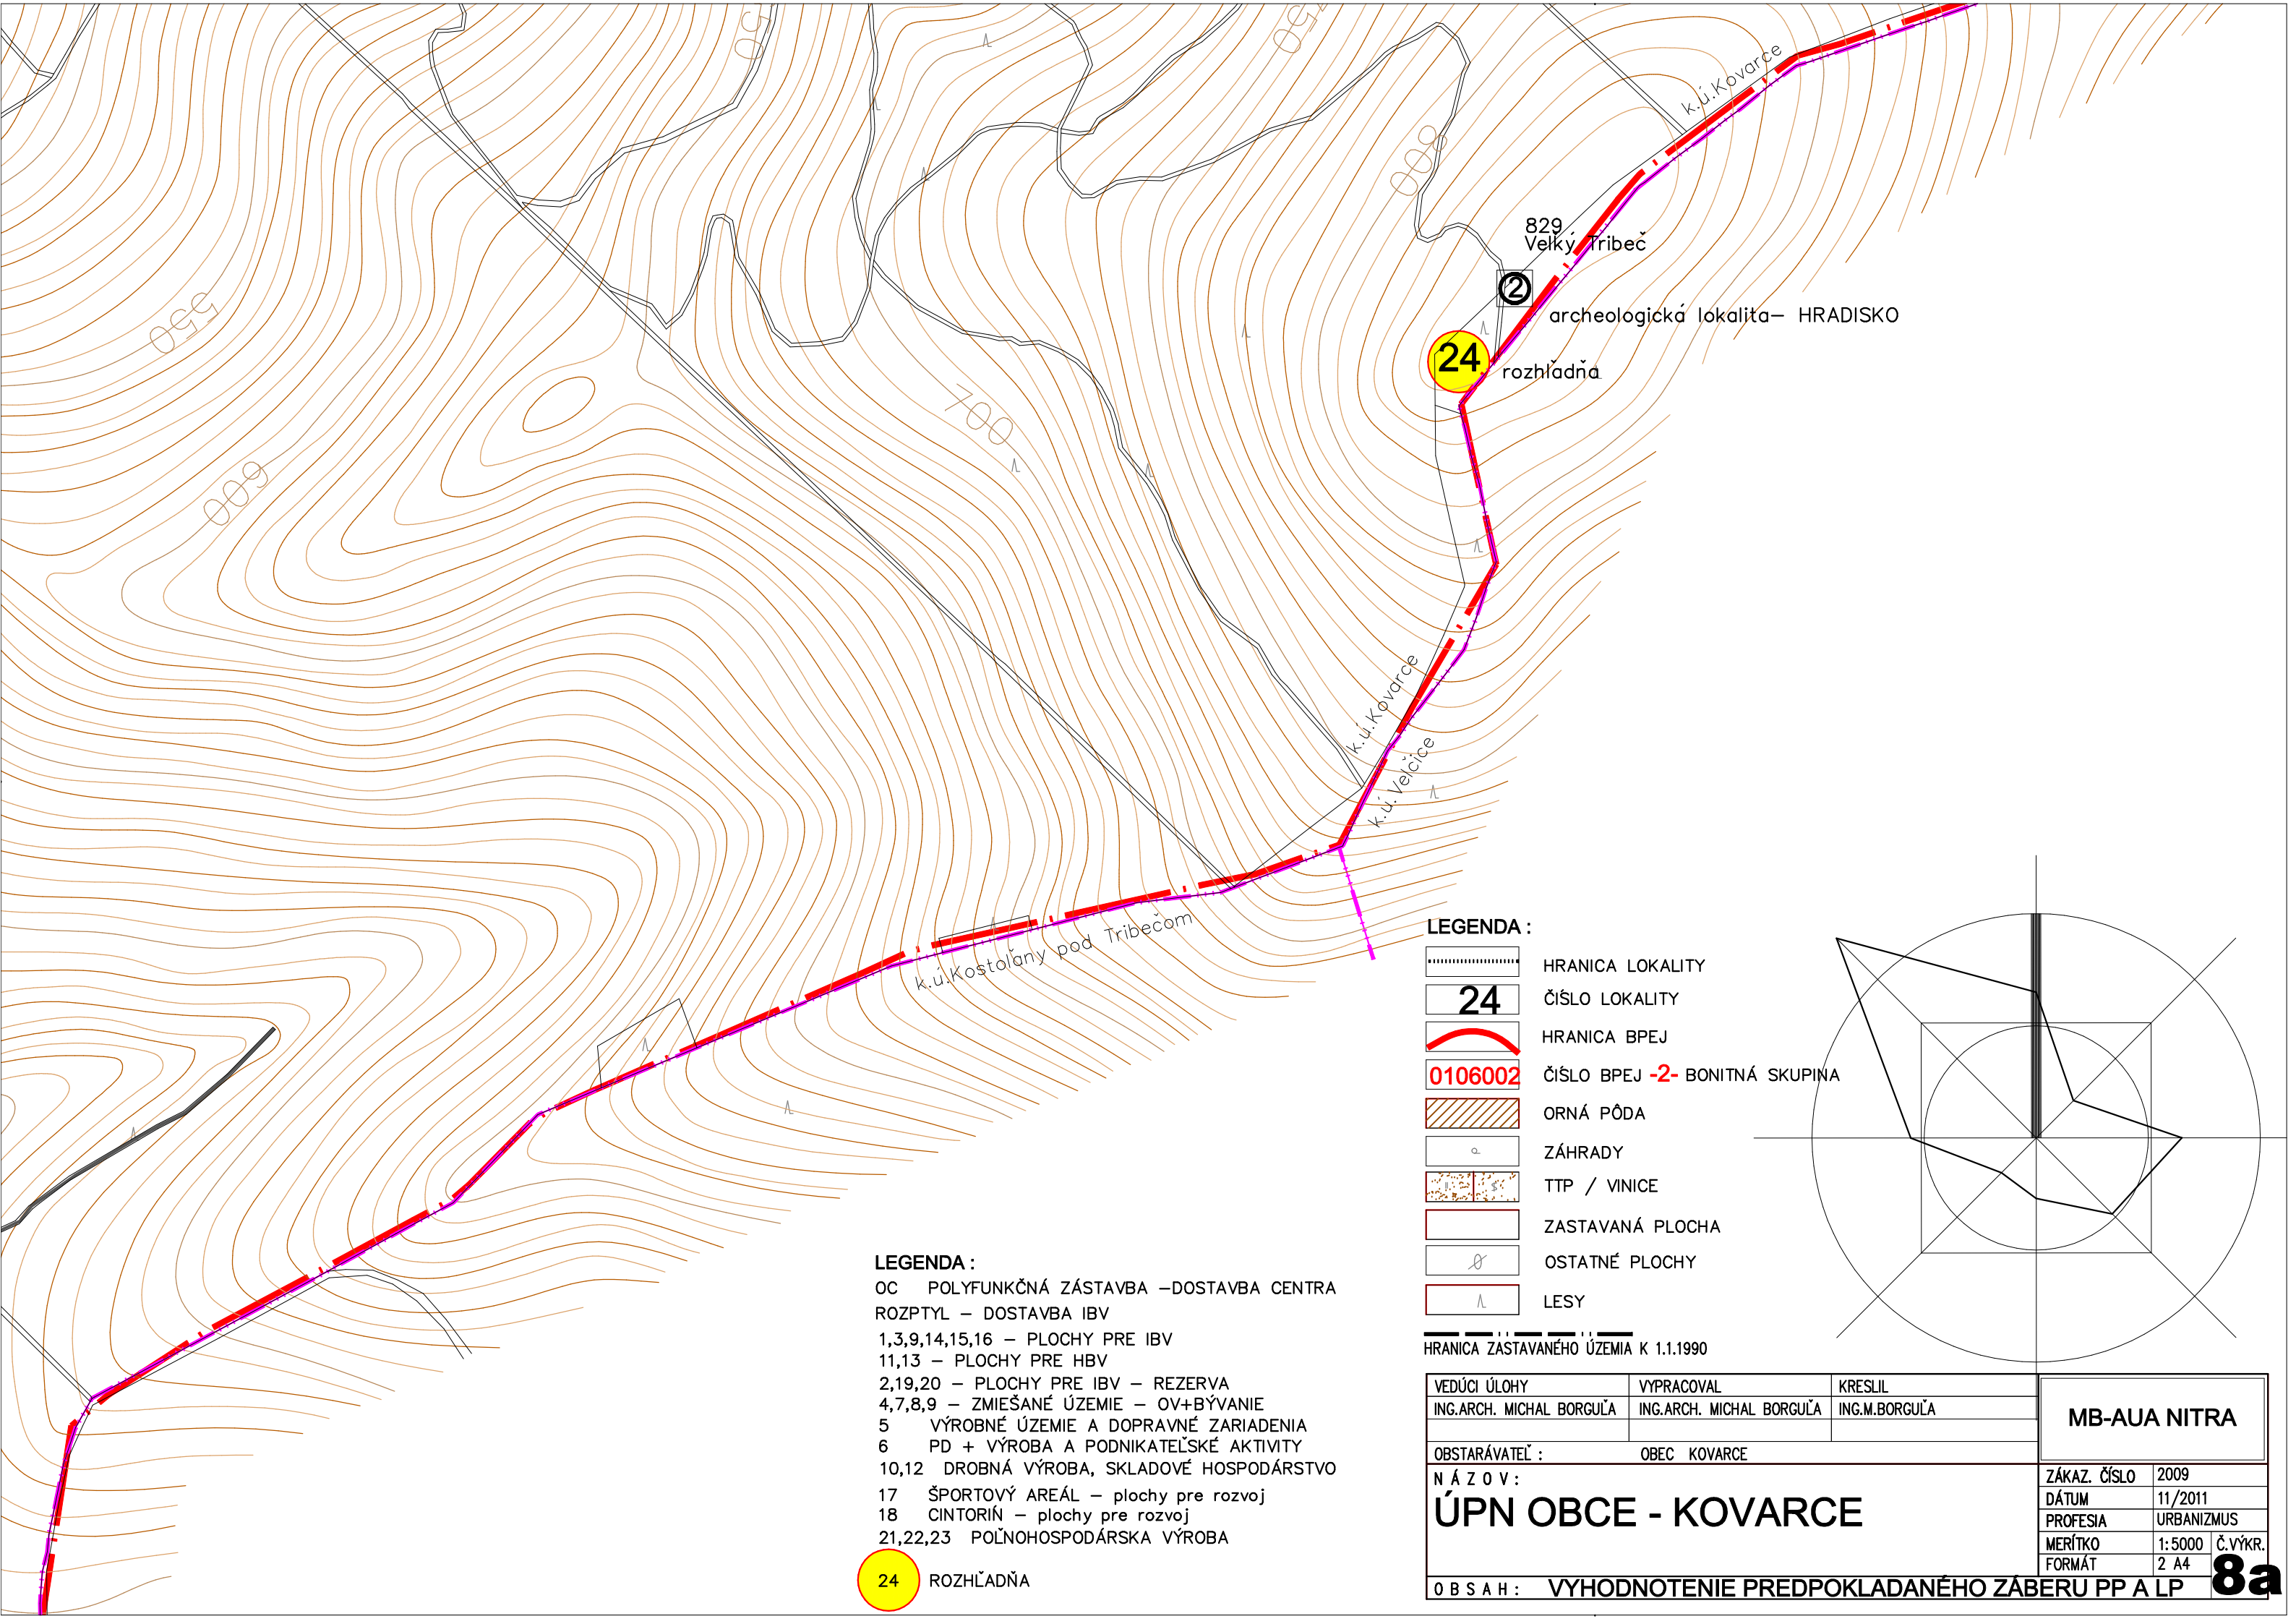 550
600
700
800
k.ú.Kovarce
829
Veľký Tribeč
2
archeologická lokalita– HRADISKO
24
rozhľadňa
k.ú.Kovarce
k.ú.Velčice
k.ú.Kostoľany pod Tribečom
LEGENDA :
HRANICA LOKALITY
24 ČÍSLO LOKALITY
HRANICA BPEJ
0106002 ČÍSLO BPEJ -2- BONITNÁ SKUPINA
ORNÁ PÔDA
ZÁHRADY
TTP / VINICE
ZASTAVANÁ PLOCHA
OSTATNÉ PLOCHY
LESY
HRANICA ZASTAVANÉHO ÚZEMIA K 1.1.1990
LEGENDA :
OC POLYFUNKČNÁ ZÁSTAVBA –DOSTAVBA CENTRA
ROZPTYL – DOSTAVBA IBV
1,3,9,14,15,16 – PLOCHY PRE IBV
11,13 – PLOCHY PRE HBV
2,19,20 – PLOCHY PRE IBV – REZERVA
4,7,8,9 – ZMIEŠANÉ ÚZEMIE – OV+BÝVANIE
5 VÝROBNÉ ÚZEMIE A DOPRAVNÉ ZARIADENIA
6 PD + VÝROBA A PODNIKATEĽSKÉ AKTIVITY
10,12 DROBNÁ VÝROBA, SKLADOVÉ HOSPODÁRSTVO
17 ŠPORTOVÝ AREÁL – plochy pre rozvoj
18 CINTORIŃ – plochy pre rozvoj
21,22,23 POĽNOHOSPODÁRSKA VÝROBA
24 ROZHĽADŇA
VEDÚCI ÚLOHY VYPRACOVAL KRESLIL
ING.ARCH. MICHAL BORGUĽA ING.ARCH. MICHAL BORGUĽA ING.M.BORGUĽA
MB-AUA NITRA
OBSTARÁVATEĽ : OBEC KOVARCE
NÁZOV:
ÚPN OBCE - KOVARCE
ZÁKAZ. ČÍSLO 2009
DÁTUM 11/2011
PROFESIA URBANIZMUS
MERÍTKO 1:5000 Č.VÝKR.
FORMÁT 2 A4
8a
OBSAH: VYHODNOTENIE PREDPOKLADANÉHO ZÁBERU PP A LP